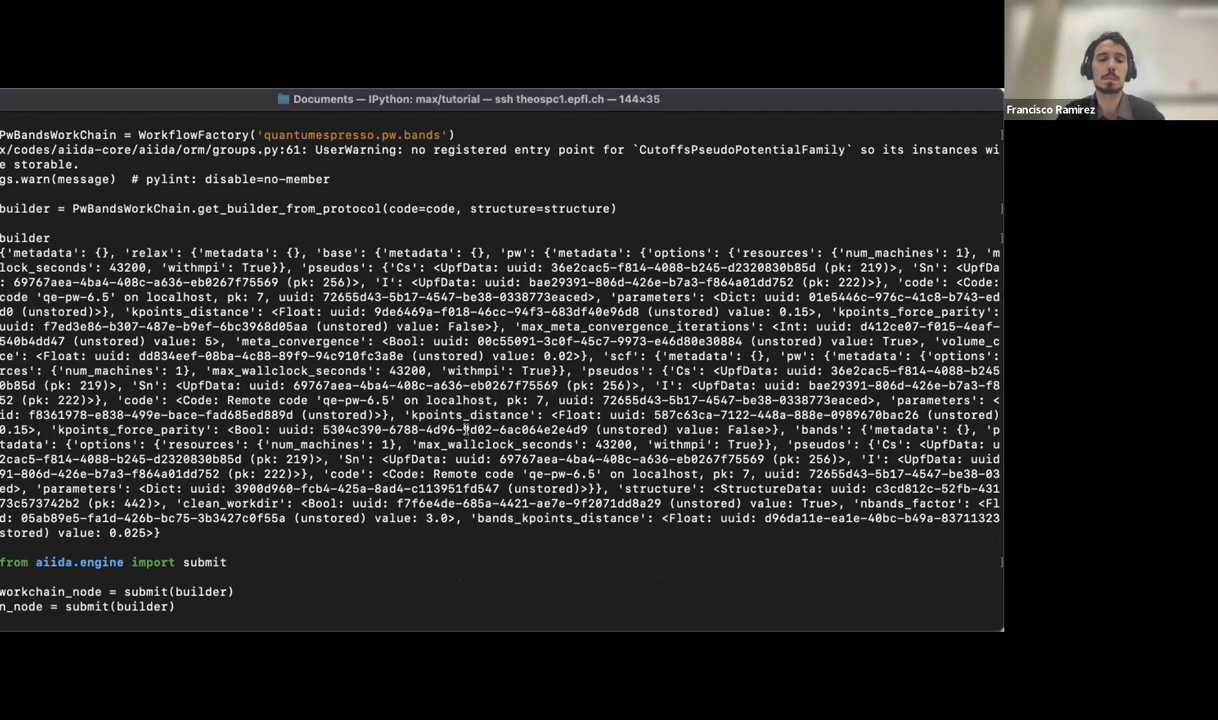 Documents — IPython: max/tutorial — ssh theospc1.epfl.ch — 144×35
Francisco Ramirez
PwBandsWorkChain = WorkflowFactory('quantumespresso.pw.bands')
x/codes/aiida-core/aiida/orm/groups.py:61: UserWarning: no registered entry point for `CutoffsPseudoPotentialFamily` so its instances wi
e storable.
gs.warn(message)  # pylint: disable=no-member
builder = PwBandsWorkChain.get_builder_from_protocol(code=code, structure=structure)
builder
{'metadata': {}, 'relax': {'metadata': {}, 'base': {'metadata': {}, 'pw': {'metadata': {'options': {'resources': {'num_machines': 1}, 'm
lock_seconds': 43200, 'withmpi': True}}, 'pseudos': {'Cs': <UpfData: uuid: 36e2cac5-f814-4088-b245-d2320830b85d (pk: 219)>, 'Sn': <UpfDa
: 69767aea-4ba4-408c-a636-eb0267f75569 (pk: 256)>, 'I': <UpfData: uuid: bae29391-806d-426e-b7a3-f864a01dd752 (pk: 222)>}, 'code': <Code:
code 'qe-pw-6.5' on localhost, pk: 7, uuid: 72655d43-5b17-4547-be38-0338773eaced>, 'parameters': <Dict: uuid: 01e5446c-976c-41c8-b743-ed
d0 (unstored)>}, 'kpoints_distance': <Float: uuid: 9de6469a-f018-46cc-94f3-683df40e96d8 (unstored) value: 0.15>, 'kpoints_force_parity':
uuid: f7ed3e86-b307-487e-b9ef-6bc3968d05aa (unstored) value: False>}, 'max_meta_convergence_iterations': <Int: uuid: d412ce07-f015-4eaf-
540b4dd47 (unstored) value: 5>, 'meta_convergence': <Bool: uuid: 00c55091-3c0f-45c7-9973-e46d80e30884 (unstored) value: True>, 'volume_c
ce': <Float: uuid: dd834eef-08ba-4c88-89f9-94c910fc3a8e (unstored) value: 0.02>}, 'scf': {'metadata': {}, 'pw': {'metadata': {'options':
rces': {'num_machines': 1}, 'max_wallclock_seconds': 43200, 'withmpi': True}}, 'pseudos': {'Cs': <UpfData: uuid: 36e2cac5-f814-4088-b245
0b85d (pk: 219)>, 'Sn': <UpfData: uuid: 69767aea-4ba4-408c-a636-eb0267f75569 (pk: 256)>, 'I': <UpfData: uuid: bae29391-806d-426e-b7a3-f8
52 (pk: 222)>}, 'code': <Code: Remote code 'qe-pw-6.5' on localhost, pk: 7, uuid: 72655d43-5b17-4547-be38-0338773eaced>, 'parameters': <
id: f8361978-e838-499e-bace-fad685ed889d (unstored)>}, 'kpoints_distance': <Float: uuid: 587c63ca-7122-448a-888e-0989670bac26 (unstored)
0.15>, 'kpoints_force_parity': <Bool: uuid: 5304c390-6788-4d96- d02-6ac064e2e4d9 (unstored) value: False>}, 'bands': {'metadata': {}, 'p
tadata': {'options': {'resources': {'num_machines': 1}, 'max_wallclock_seconds': 43200, 'withmpi': True}}, 'pseudos': {'Cs': <UpfData: u
2cac5-f814-4088-b245-d2320830b85d (pk: 219)>, 'Sn': <UpfData: uuid: 69767aea-4ba4-408c-a636-eb0267f75569 (pk: 256)>, 'I': <UpfData: uuid
91-806d-426e-b7a3-f864a01dd752 (pk: 222)>}, 'code': <Code: Remote code 'qe-pw-6.5' on localhost, pk: 7, uuid: 72655d43-5b17-4547-be38-03
ed>, 'parameters': <Dict: uuid: 3900d960-fcb4-425a-8ad4-c113951fd547 (unstored)>}}, 'structure': <StructureData: uuid: c3cd812c-52fb-431
73c573742b2 (pk: 442)>, 'clean_workdir': <Bool: uuid: f7f6e4de-685a-4421-ae7e-9f2071dd8a29 (unstored) value: True>, 'nbands_factor': <Fl
d: 05ab89e5-fa1d-426b-bc75-3b3427c0f55a (unstored) value: 3.0>, 'bands_kpoints_distance': <Float: uuid: d96da11e-ea1e-40bc-b49a-83711323
stored) value: 0.025>}
from aiida.engine import submit
workchain_node = submit(builder)
n_node = submit(builder)